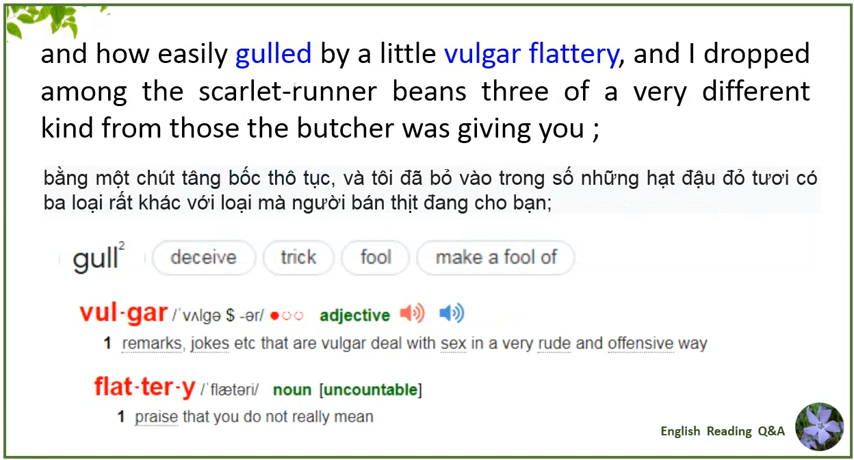 and how easily gulled by a little vulgar flattery, and I dropped
among the scarlet-runner beans three of a very different
kind from those the butcher was giving you ;
bằng một chút tâng bốc thô tục, và tôi đã bỏ vào trong số những hạt đậu đỏ tươi có
ba loại rất khác với loại mà người bán thịt đang cho bạn;
gull2 deceive trick fool make a fool of
vul·gar /ˈvʌlgə $ -ər/ ●○○ adjective
1 remarks, jokes etc that are vulgar deal with sex in a very rude and offensive way
flat·ter·y /ˈflætəri/ noun [uncountable]
1 praise that you do not really mean
English Reading Q&A